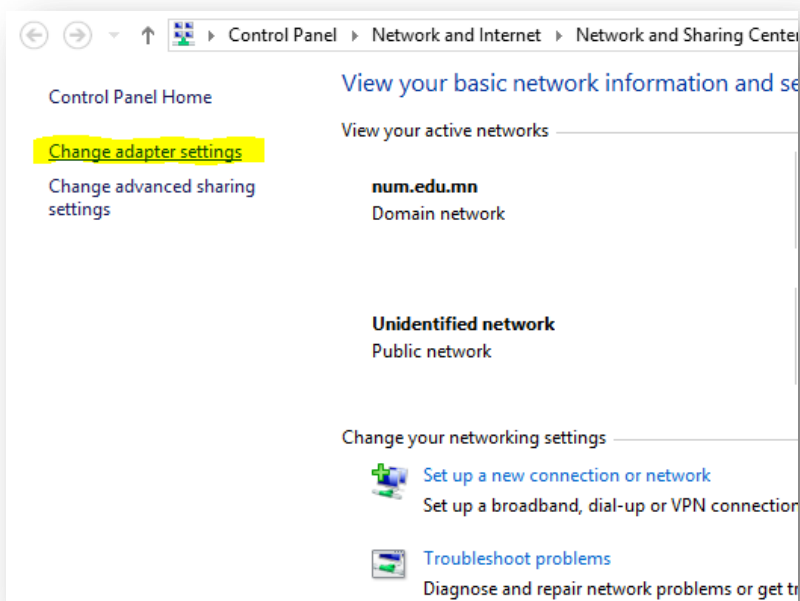 Control Panel Network and Internet Network and Sharing Center
Control Panel Home
Change adapter settings
Change advanced sharing
settings
View your basic network information and se
View your active networks
num.edu.mn
Domain network
Unidentified network
Public network
Change your networking settings
Set up a new connection or network
Set up a broadband, dial-up or VPN connection
Troubleshoot problems
Diagnose and repair network problems or get tr